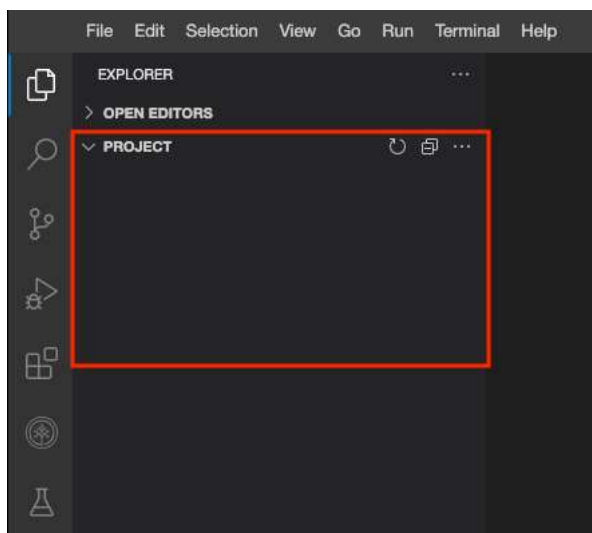 File Edit Selection View Go Run Terminal Help
EXPLORER
OPEN EDITORS
PROJECT